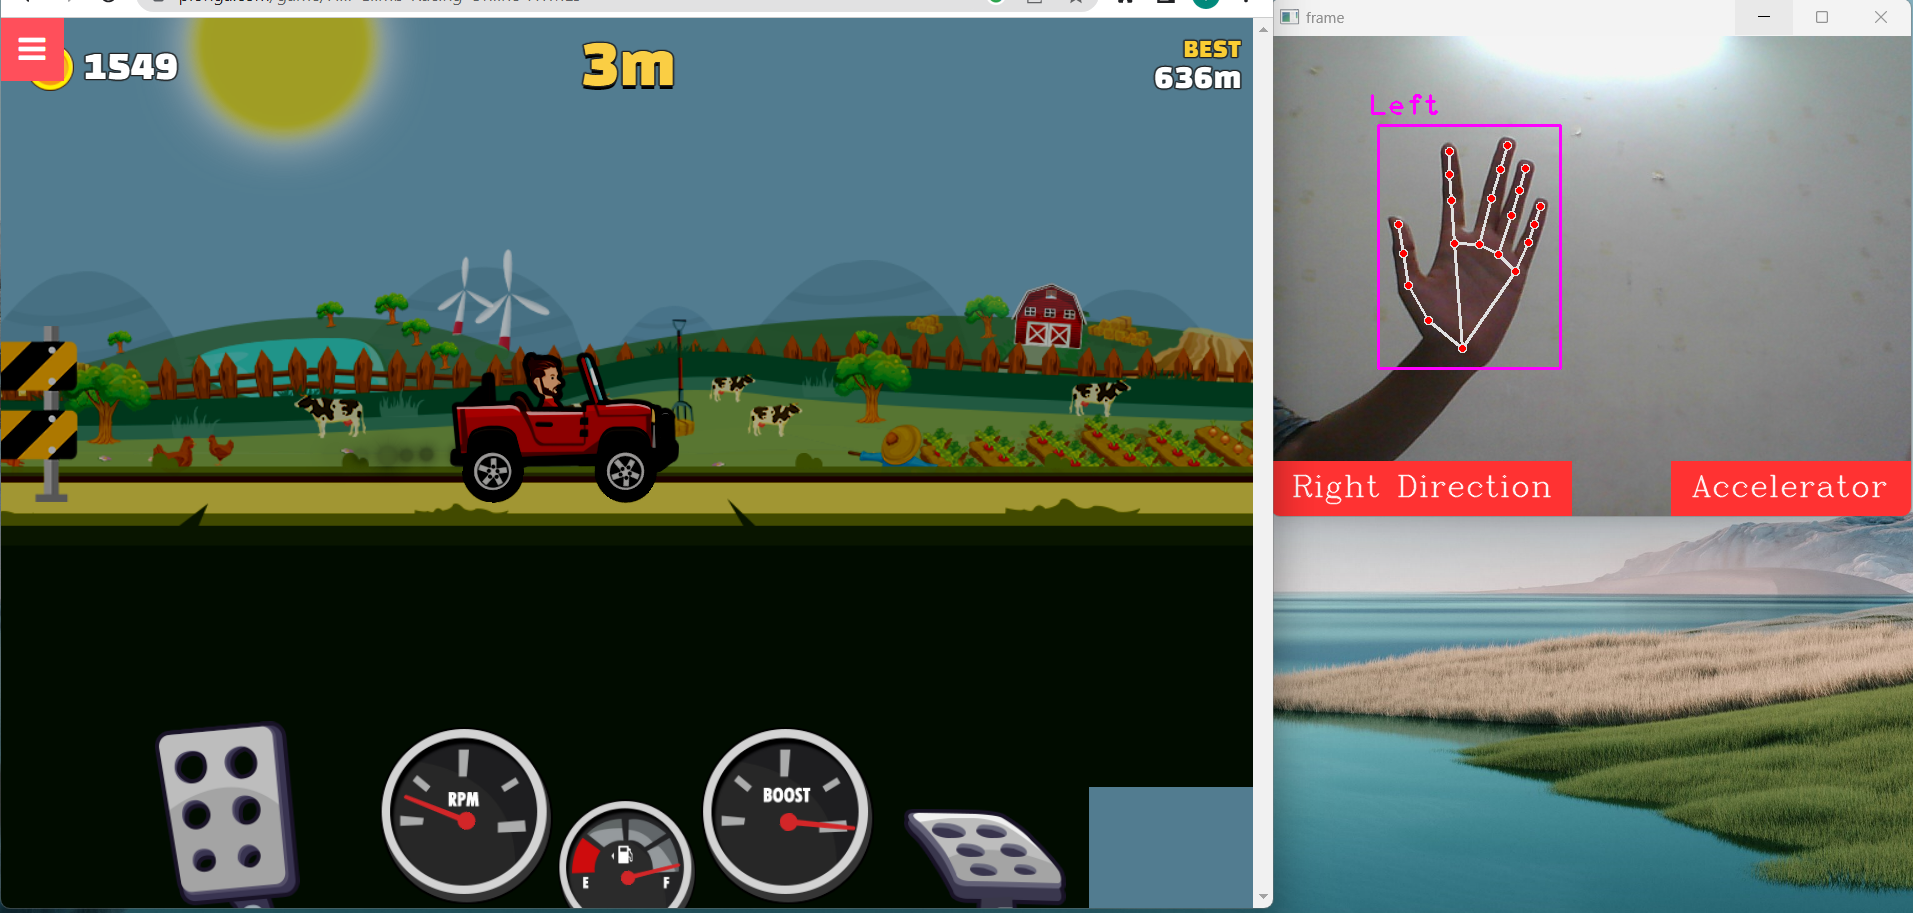 1549
3m
BEST
636m
RPM
BOOST
E
F
frame
Left
Right Direction
Accelerator